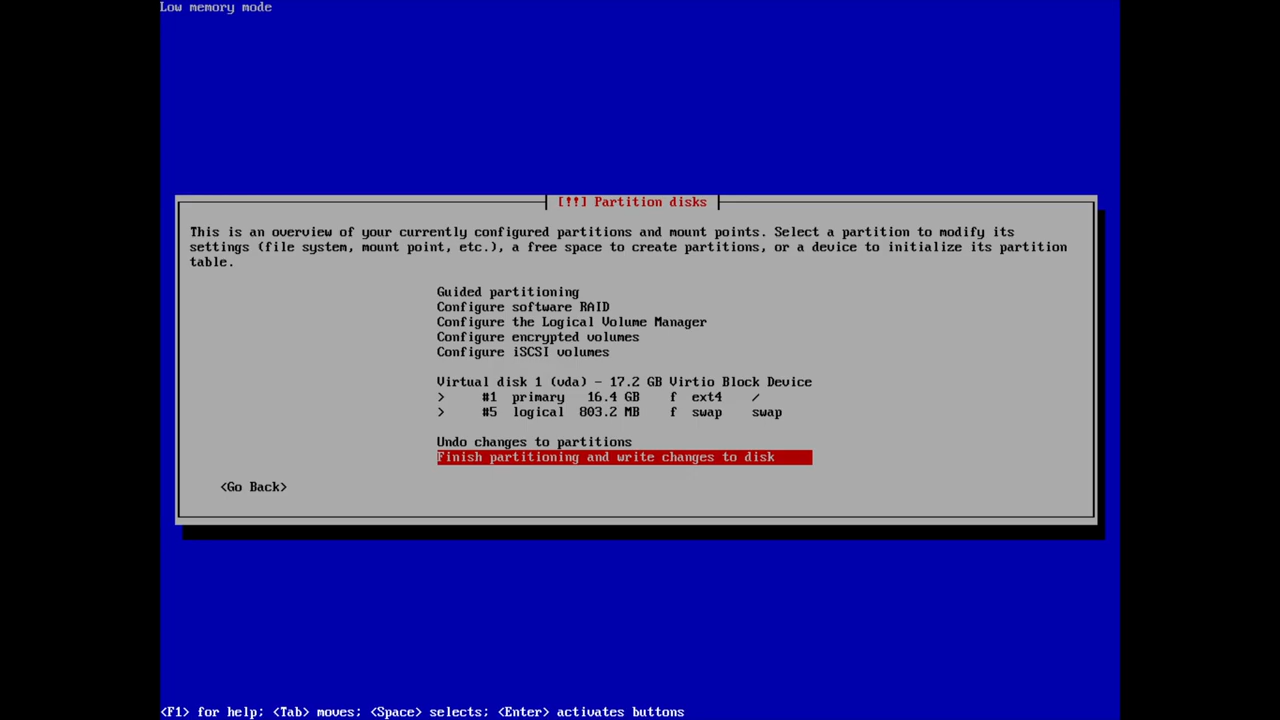 Low memory mode
[!!] Partition disks
This is an overview of your currently configured partitions and mount points. Select a partition to modify its
settings (file system, mount point, etc.), a free space to create partitions, or a device to initialize its partition
table.
Guided partitioning
Configure software RAID
Configure the Logical Volume Manager
Configure encrypted volumes
Configure iSCSI volumes
Virtual disk 1 (vda) - 17.2 GB Virtio Block Device
> #1 primary 16.4 GB f ext4 /
> #5 logical 803.2 MB f swap swap
Undo changes to partitions
Finish partitioning and write changes to disk
<Go Back>
<F1> for help; <Tab> moves; <Space> selects; <Enter> activates buttons